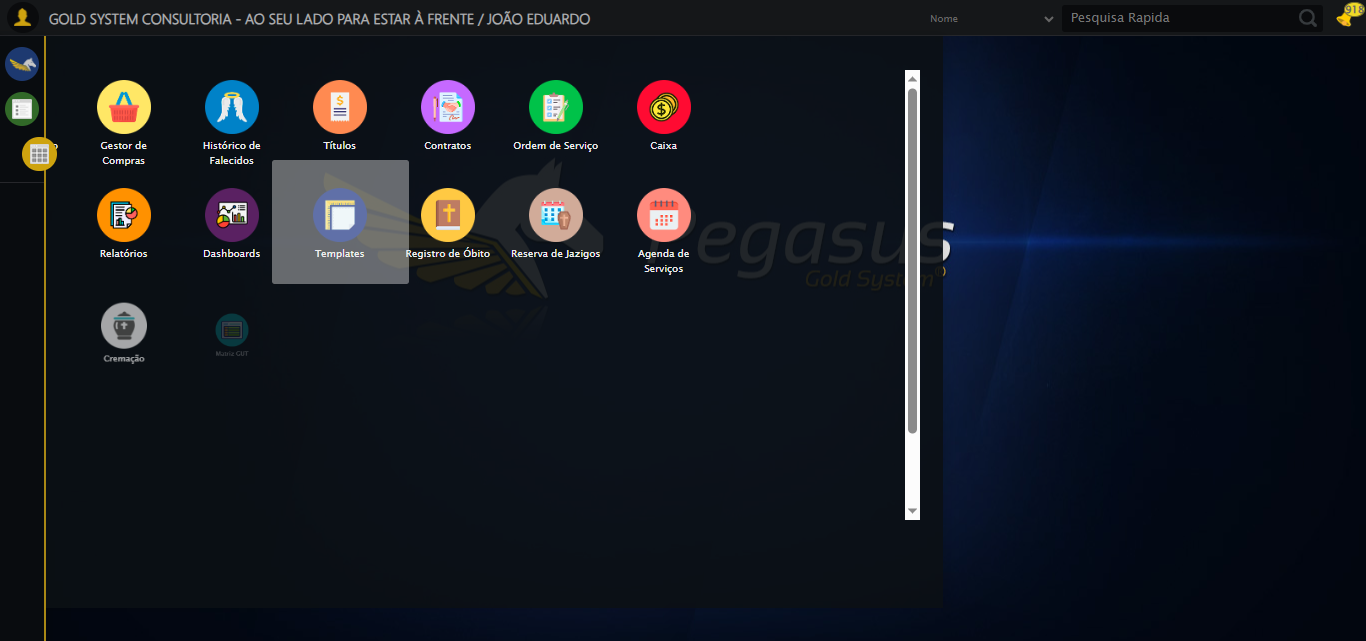 GOLD SYSTEM CONSULTORIA - AO SEU LADO PARA ESTAR À FRENTE / JOÃO EDUARDO
Nome
Pesquisa Rapida
918
Gestor de
Compras
Histórico de
Falecidos
Títulos
Contratos
Ordem de Serviço
Caixa
Relatórios
Dashboards
Templates
Registro de Óbito
Reserva de Jazigos
Agenda de
Serviços
Pegasus
Gold System®
Cremação